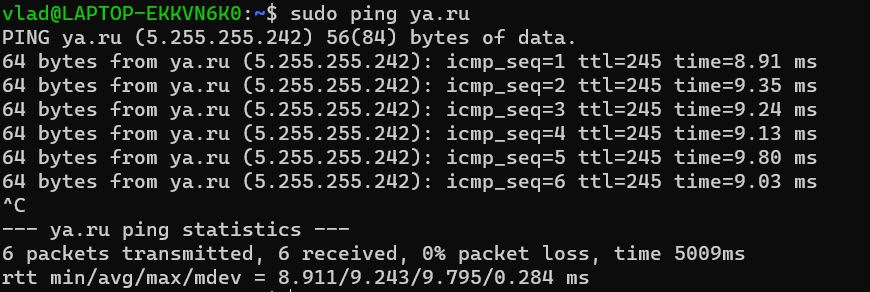 vlad@LAPTOP-EKKVN6K0:~$ sudo ping ya.ru
PING ya.ru (5.255.255.242) 56(84) bytes of data.
64 bytes from ya.ru (5.255.255.242): icmp_seq=1 ttl=245 time=8.91 ms
64 bytes from ya.ru (5.255.255.242): icmp_seq=2 ttl=245 time=9.35 ms
64 bytes from ya.ru (5.255.255.242): icmp_seq=3 ttl=245 time=9.24 ms
64 bytes from ya.ru (5.255.255.242): icmp_seq=4 ttl=245 time=9.13 ms
64 bytes from ya.ru (5.255.255.242): icmp_seq=5 ttl=245 time=9.80 ms
64 bytes from ya.ru (5.255.255.242): icmp_seq=6 ttl=245 time=9.03 ms
^C
--- ya.ru ping statistics ---
6 packets transmitted, 6 received, 0% packet loss, time 5009ms
rtt min/avg/max/mdev = 8.911/9.243/9.795/0.284 ms